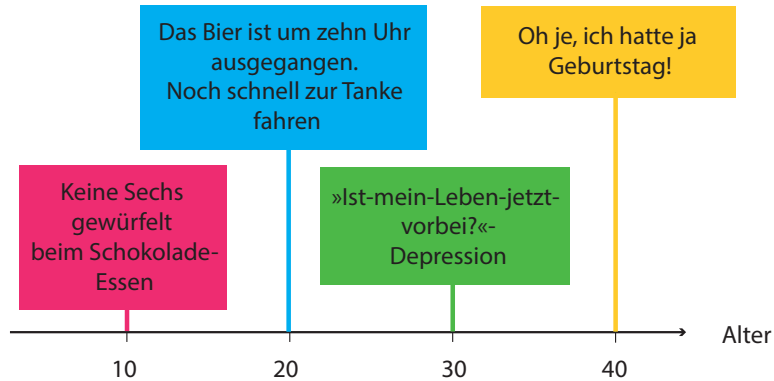 Das Bier ist um zehn Uhr
ausgegangen.
Noch schnell zur Tanke
fahren
Oh je, ich hatte ja
Geburtstag!
Keine Sechs
gewürfelt
beim Schokolade-
Essen
»Ist-mein-Leben-jetzt-
vorbei?«-
Depression
Alter
10
20
30
40